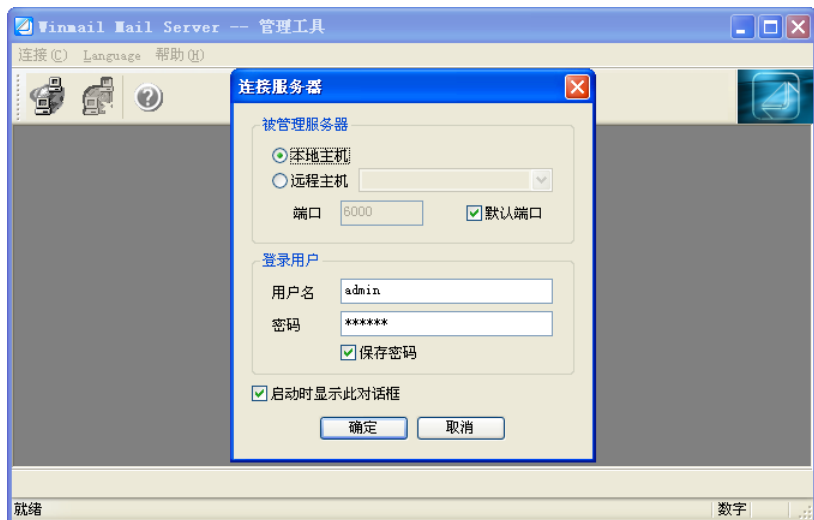 Winmail Mail Server -- 管理工具
连接(C) Language 帮助(H)
连接服务器
被管理服务器
本地主机
远程主机
端口 6000 默认端口
登录用户
用户名 admin
密码 ******
保存密码
启动时显示此对话框
确定 取消
就绪 数字